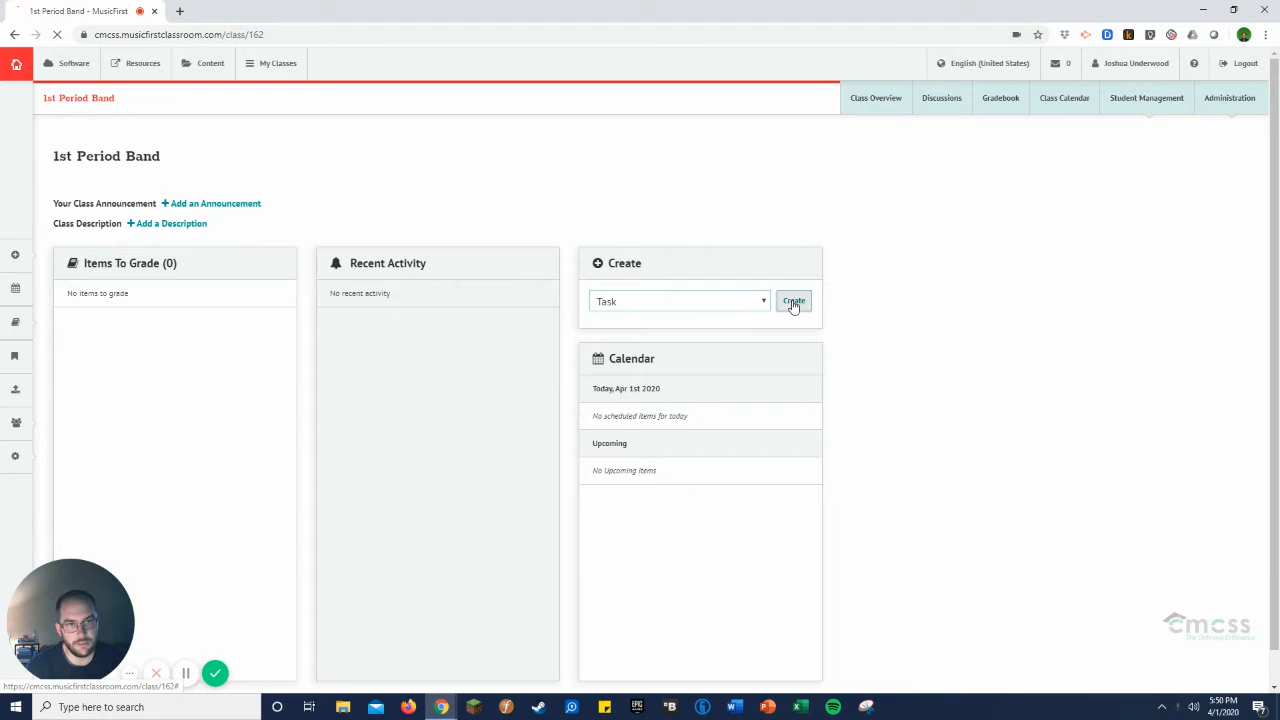 1st Period Band - MusicFirst
cmcss.musicfirstclassroom.com/class/162
Software
Resources
Content
My Classes
English (United States)
0
Joshua Underwood
Logout
1st Period Band
Class Overview
Discussions
Gradebook
Class Calendar
Student Management
Administration
1st Period Band
Your Class Announcement + Add an Announcement
Class Description + Add a Description
Items To Grade (0)
No items to grade
Recent Activity
No recent activity
Create
Task
Create
Calendar
Today, Apr 1st 2020
No scheduled items for today
Upcoming
No Upcoming Items
cmcss
The Defining Difference
https://cmcss.musicfirstclassroom.com/class/162#
Type here to search
5:50 PM
4/1/2020